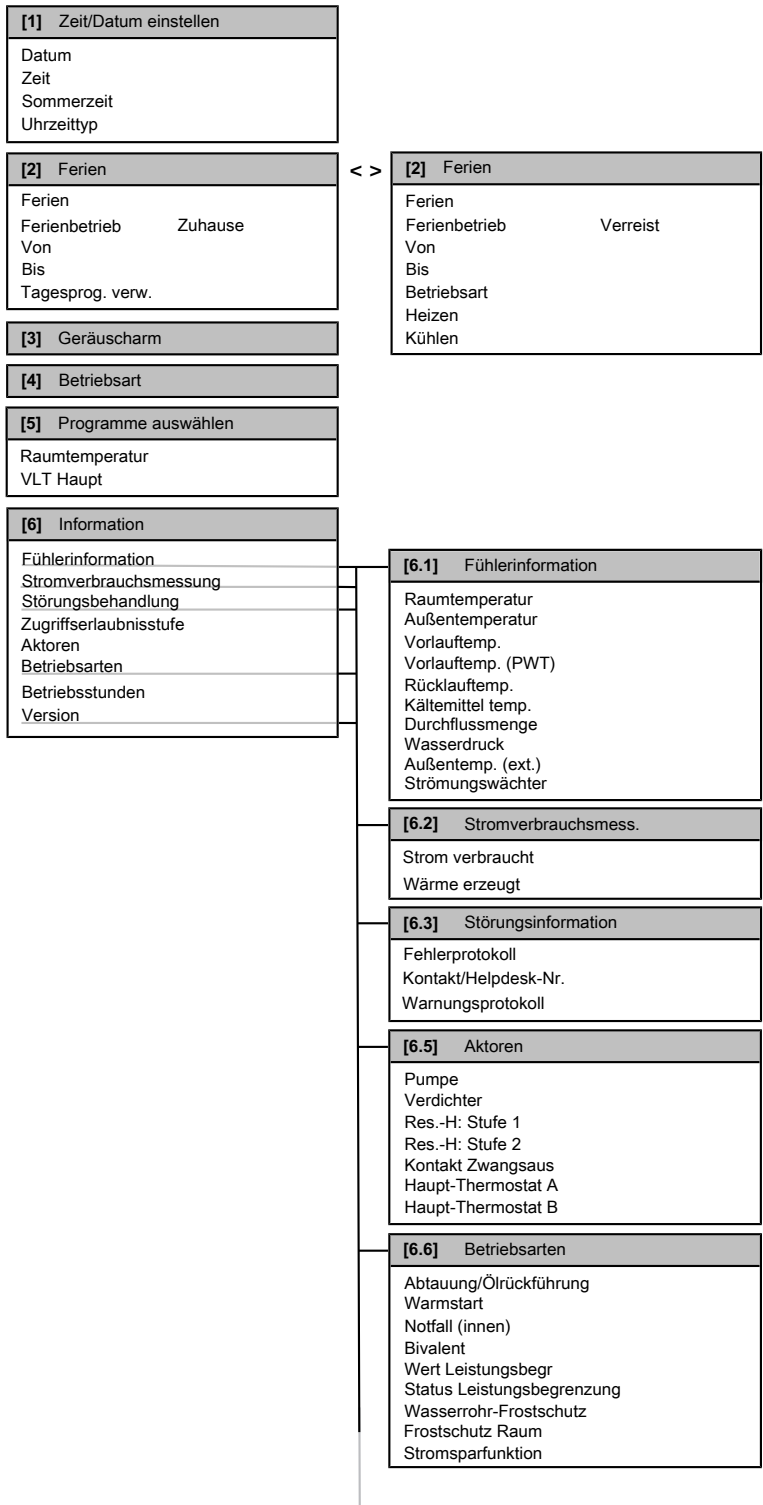 [1] Zeit/Datum einstellen
Datum
Zeit
Sommerzeit
Uhrzeittyp
[2] Ferien
Ferien
Ferienbetrieb Zuhause
Von
Bis
Tagesprog. verw.
< >
[2] Ferien
Ferien
Ferienbetrieb Verreist
Von
Bis
Betriebsart
Heizen
Kühlen
[3] Geräuscharm
[4] Betriebsart
[5] Programme auswählen
Raumtemperatur
VLT Haupt
[6] Information
Fühlerinformation
Stromverbrauchsmessung
Störungsbehandlung
Zugriffserlaubnisstufe
Aktoren
Betriebsarten
Betriebsstunden
Version
[6.1] Fühlerinformation
Raumtemperatur
Außentemperatur
Vorlauftemp.
Vorlauftemp. (PWT)
Rücklauftemp.
Kältemittel temp.
Durchflussmenge
Wasserdruck
Außentemp. (ext.)
Strömungswächter
[6.2] Stromverbrauchsmess.
Strom verbraucht
Wärme erzeugt
[6.3] Störungsinformation
Fehlerprotokoll
Kontakt/Helpdesk-Nr.
Warnungsprotokoll
[6.5] Aktoren
Pumpe
Verdichter
Res.-H: Stufe 1
Res.-H: Stufe 2
Kontakt Zwangsaus
Haupt-Thermostat A
Haupt-Thermostat B
[6.6] Betriebsarten
Abtauung/Ölrückführung
Warmstart
Notfall (innen)
Bivalent
Wert Leistungsbegr
Status Leistungsbegrenzung
Wasserrohr-Frostschutz
Frostschutz Raum
Stromsparfunktion